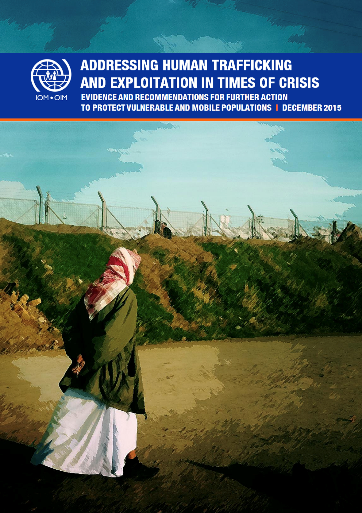 ADDRESSING HUMAN TRAFFICKING
AND EXPLOITATION IN TIMES OF CRISIS
EVIDENCE AND RECOMMENDATIONS FOR FURTHER ACTION
TO PROTECT VULNERABLE AND MOBILE POPULATIONS I DECEMBER 2015
IOM • OIM